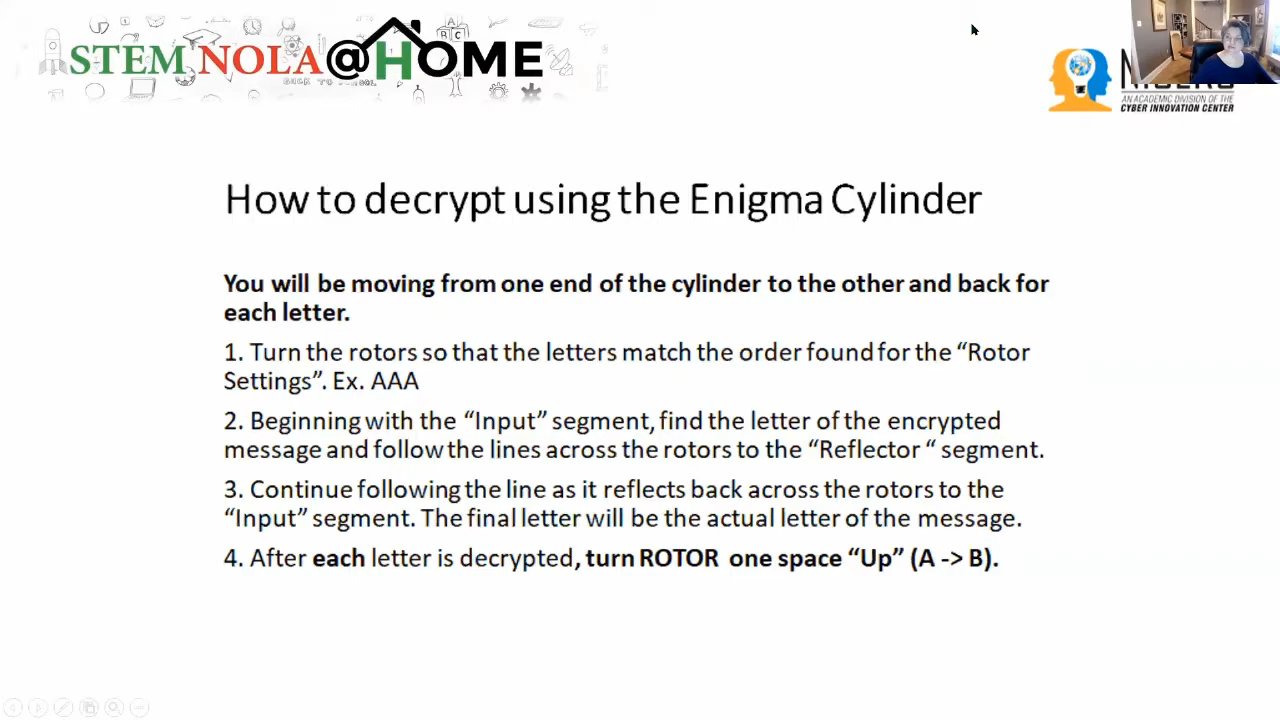 STEM NOLA @HOME
ABC
BACK TO SCHOOL
AN ACADEMIC DIVISION OF THE
CYBER INNOVATION CENTER
How to decrypt using the Enigma Cylinder
You will be moving from one end of the cylinder to the other and back for
each letter.
1. Turn the rotors so that the letters match the order found for the “Rotor
Settings”. Ex. AAA
2. Beginning with the “Input” segment, find the letter of the encrypted
message and follow the lines across the rotors to the “Reflector “ segment.
3. Continue following the line as it reflects back across the rotors to the
“Input” segment. The final letter will be the actual letter of the message.
4. After each letter is decrypted, turn ROTOR one space “Up” (A -> B).